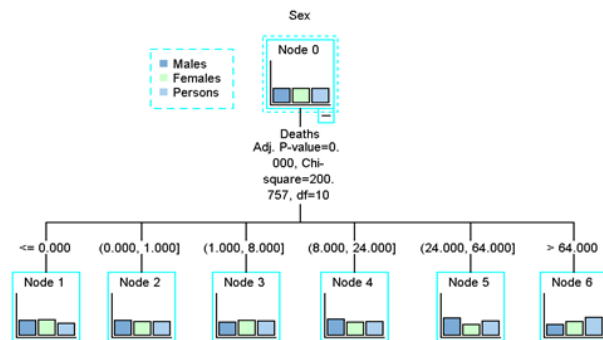 Sex
Node 0
Males
Females
Persons
Deaths
Adj. P-value=0.
000, Chi-
square=200.
757, df=10
<= 0.000
(0.000, 1.000]
(1.000, 8.000]
(8.000, 24.000]
(24.000, 64.000]
> 64.000
Node 1
Node 2
Node 3
Node 4
Node 5
Node 6